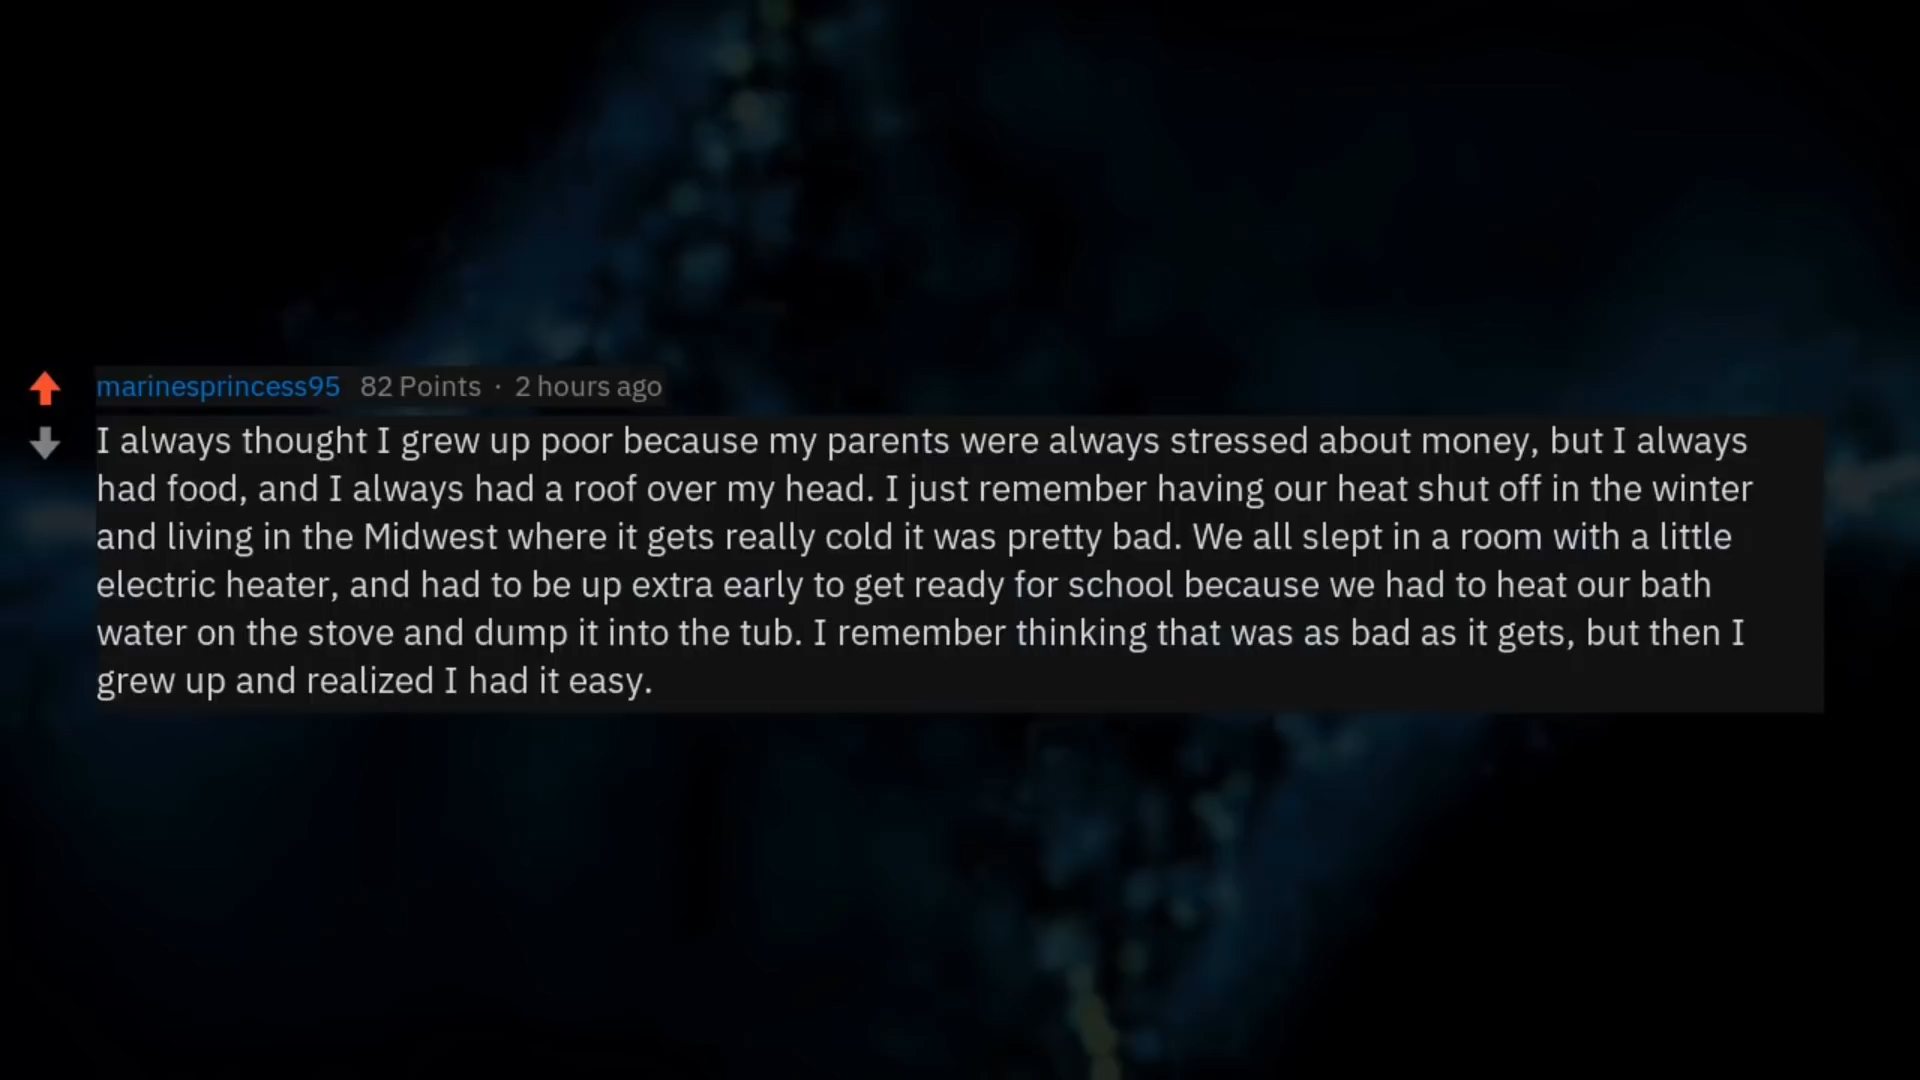 marinesprincess95 82 Points · 2 hours ago
I always thought I grew up poor because my parents were always stressed about money, but I always
had food, and I always had a roof over my head. I just remember having our heat shut off in the winter
and living in the Midwest where it gets really cold it was pretty bad. We all slept in a room with a little
electric heater, and had to be up extra early to get ready for school because we had to heat our bath
water on the stove and dump it into the tub. I remember thinking that was as bad as it gets, but then I
grew up and realized I had it easy.